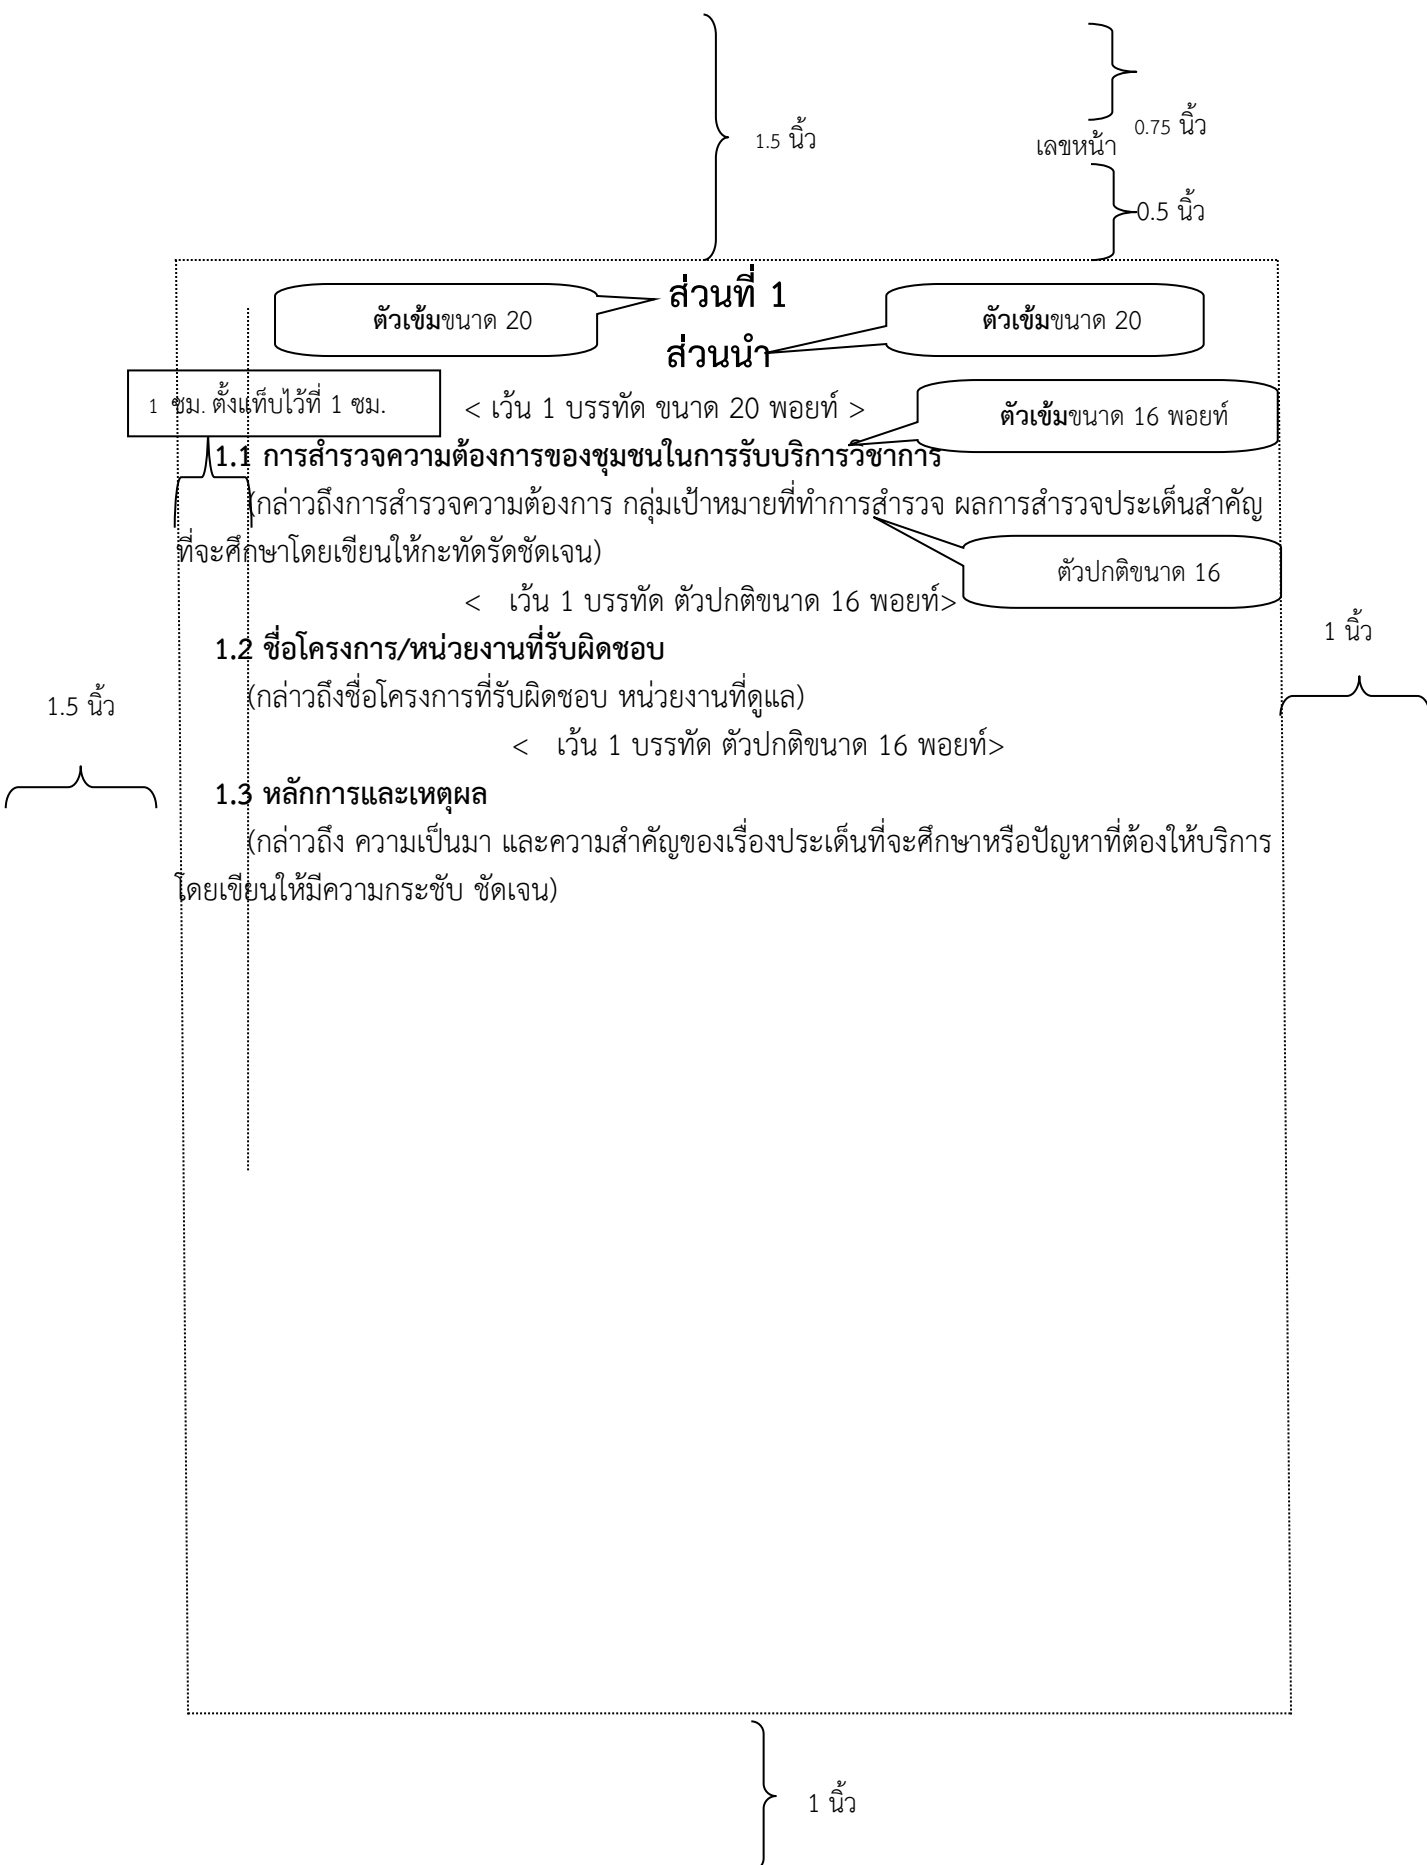 1.5 นิ้ว
0.75 นิ้ว
เลขหน้า
0.5 นิ้ว
ส่วนที่ 1
ตัวเข้มขนาด 20
ตัวเข้มขนาด 20
ส่วนนำ
1 ซม. ตั้งแท็บไว้ที่ 1 ซม.
< เว้น 1 บรรทัด ขนาด 20 พอยท์ >
ตัวเข้มขนาด 16 พอยท์
1.1 การสำรวจความต้องการของชุมชนในการรับบริการวิชาการ
(กล่าวถึงการสำรวจความต้องการ กลุ่มเป้าหมายที่ทำการสำรวจ ผลการสำรวจประเด็นสำคัญ
ที่จะศึกษาโดยเขียนให้กะทัดรัดชัดเจน)
ตัวปกติขนาด 16
< เว้น 1 บรรทัด ตัวปกติขนาด 16 พอยท์>
1 นิ้ว
1.2 ชื่อโครงการ/หน่วยงานที่รับผิดชอบ
(กล่าวถึงชื่อโครงการที่รับผิดชอบ หน่วยงานที่ดูแล)
1.5 นิ้ว
< เว้น 1 บรรทัด ตัวปกติขนาด 16 พอยท์>
1.3 หลักการและเหตุผล
(กล่าวถึง ความเป็นมา และความสำคัญของเรื่องประเด็นที่จะศึกษาหรือปัญหาที่ต้องให้บริการ
โดยเขียนให้มีความกระชับ ชัดเจน)
1 นิ้ว